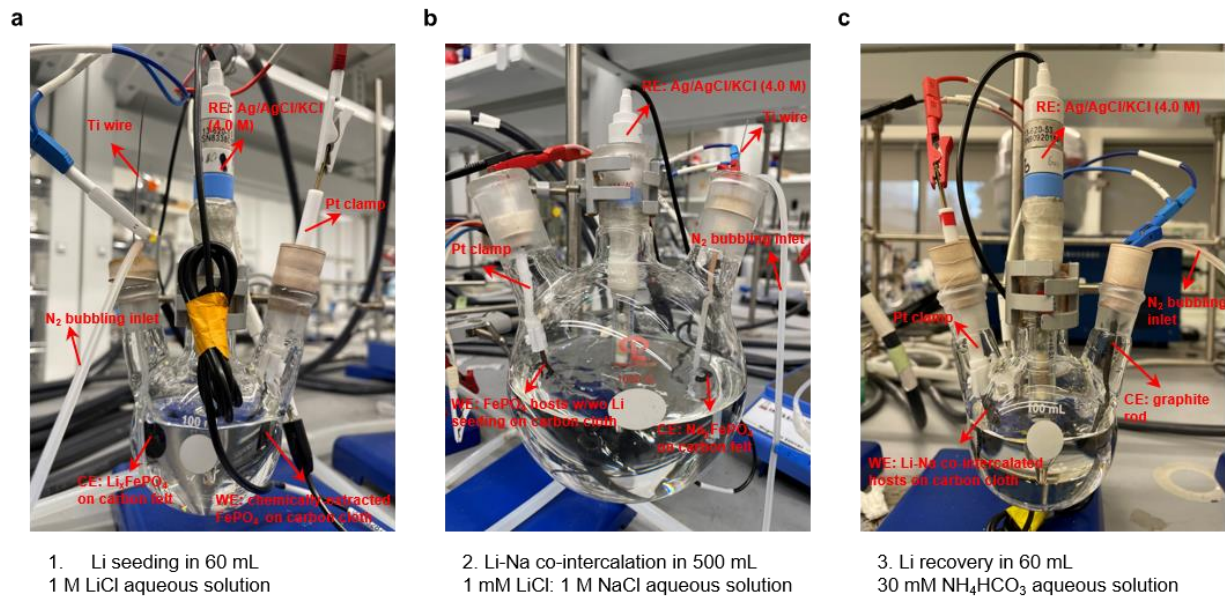 a
b
c
RE: Ag/AgCl/KCl
(4.0 M)
Ti wire
Pt clamp
N₂ bubbling inlet
100 mL
CE: LiₓFePO₄
on carbon felt
WE: chemically extracted
FePO₄ on carbon cloth
1. Li seeding in 60 mL
1 M LiCl aqueous solution
RE: Ag/AgCl/KCl (4.0 M)
Ti wire
Pt clamp
N₂ bubbling inlet
WE: FePO₄ hosts w/wo Li
seeding on carbon cloth
CE: NaₓFePO₄
on carbon felt
2. Li-Na co-intercalation in 500 mL
1 mM LiCl: 1 M NaCl aqueous solution
RE: Ag/AgCl/KCl (4.0 M)
Pt clamp
N₂ bubbling
inlet
CE: graphite
rod
100 mL
WE: Li-Na co-intercalated
hosts on carbon cloth
3. Li recovery in 60 mL
30 mM NH₄HCO₃ aqueous solution